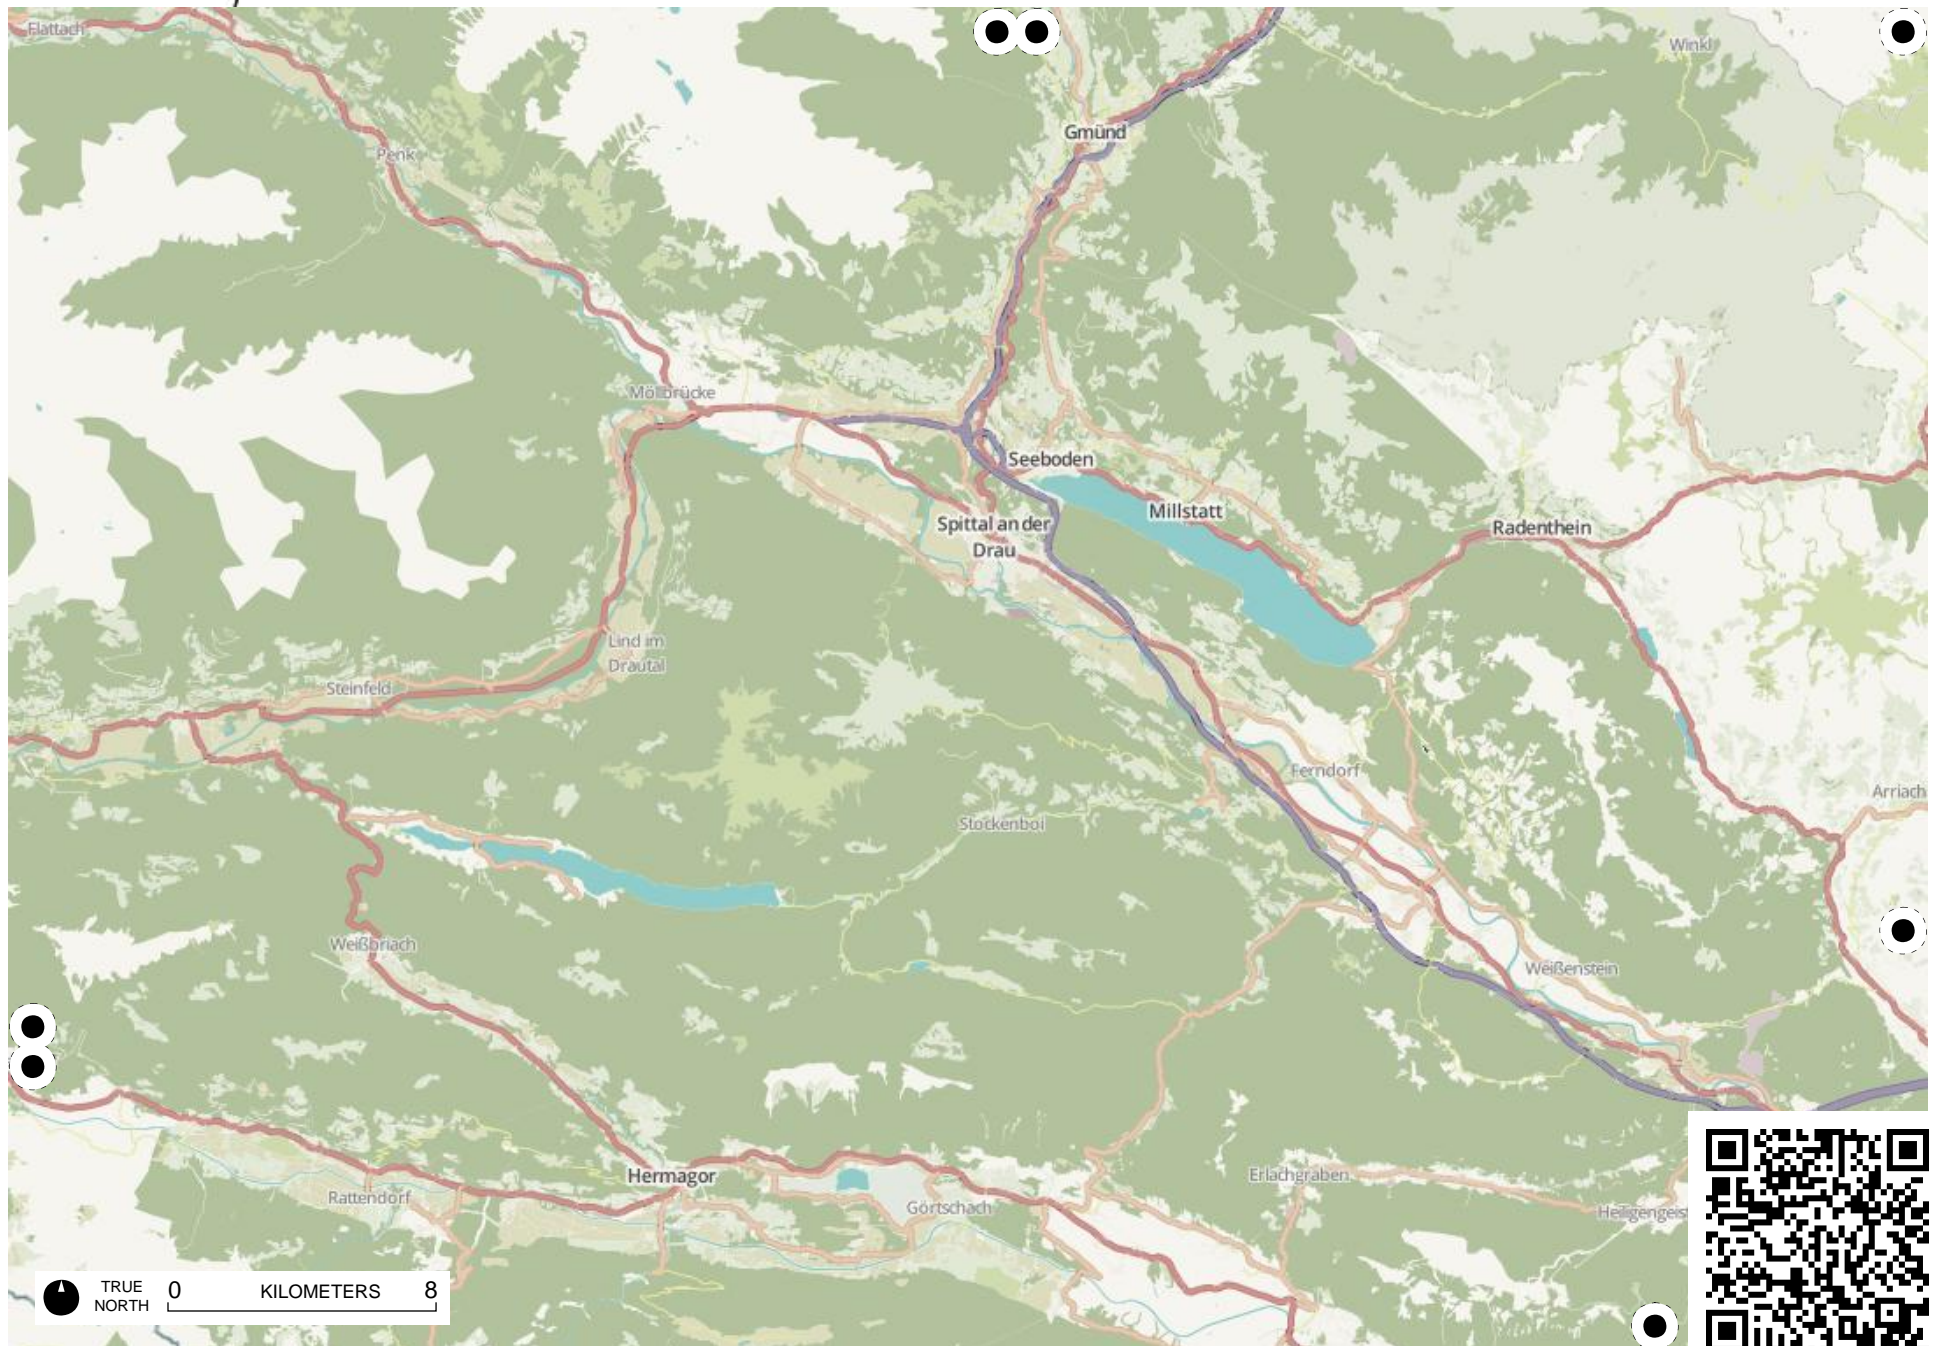 Flattach
Winkl
Gmünd
Penk
Möllbrücke
Seeboden
Millstatt
Spittal an der
Drau
Radenthein
Lind im
Drautal
Steinfeld
Ferndorf
Arriach
Stockenboi
Weißbriach
Weißenstein
Hermagor
Erlachgraben
Rattendorf
Görtschach
Heiligengeist
TRUE
NORTH
0 KILOMETERS 8